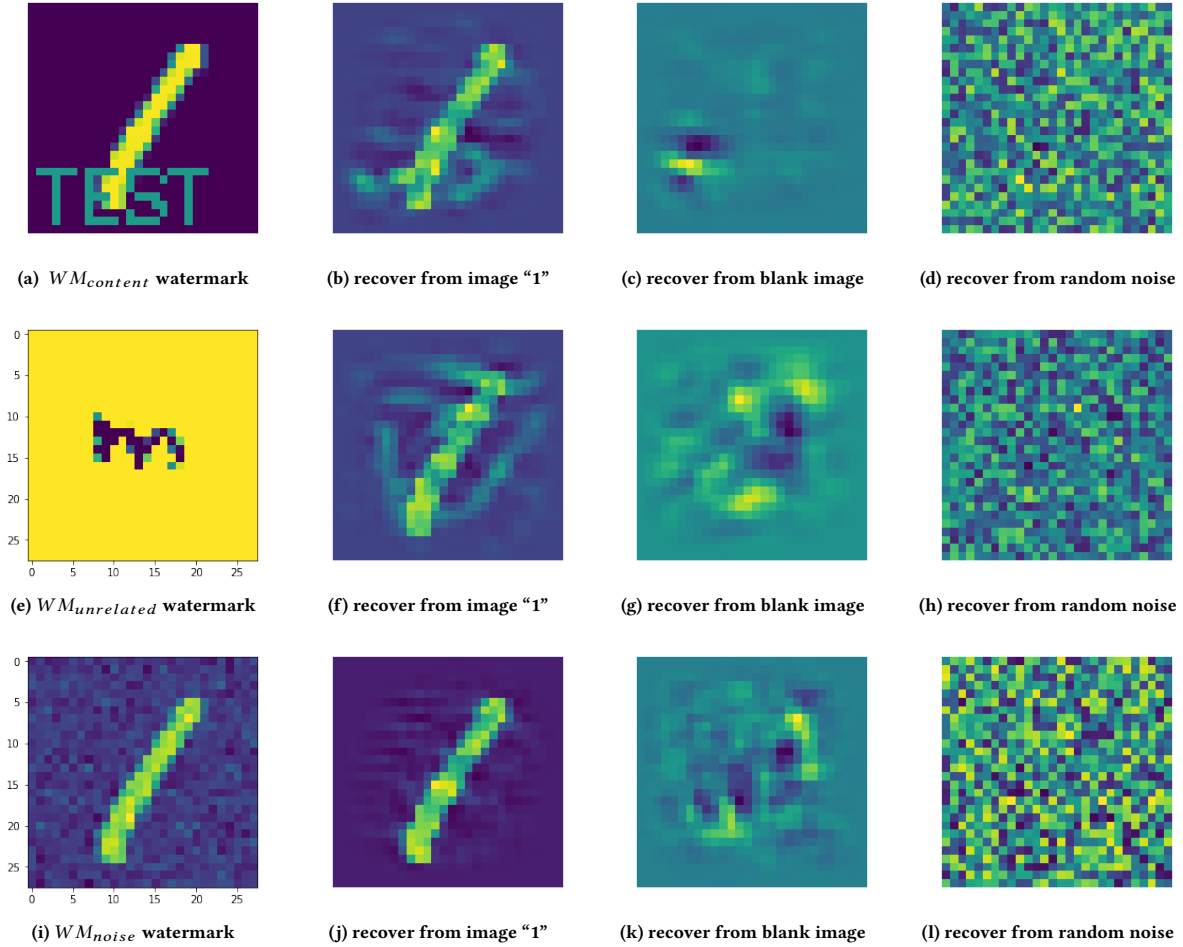 TEST
(a) WM_content watermark
(b) recover from image “1”
(c) recover from blank image
(d) recover from random noise
0
5
10
15
20
25
0 5 10 15 20 25
(e) WM_unrelated watermark
(f) recover from image “1”
(g) recover from blank image
(h) recover from random noise
0
5
10
15
20
25
0 5 10 15 20 25
(i) WM_noise watermark
(j) recover from image “1”
(k) recover from blank image
(l) recover from random noise